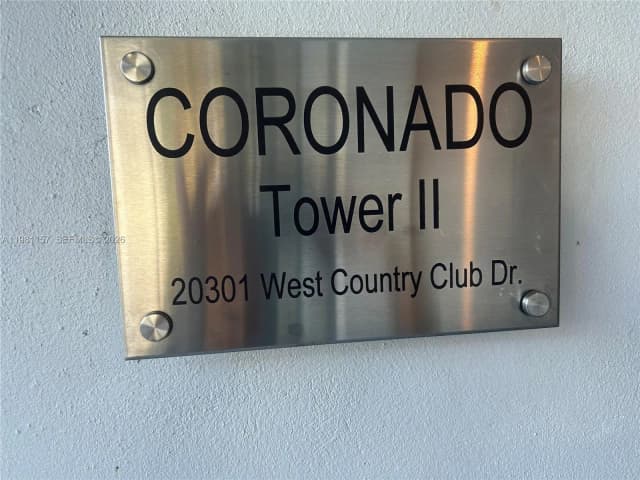 CORONADO
Tower II
20301 West Country Club Dr.